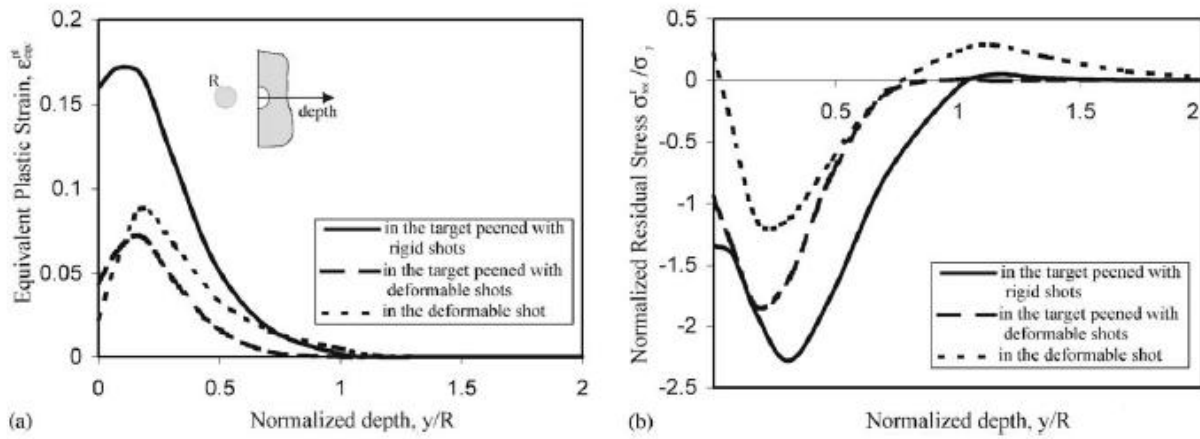 0.2
0.15
0.1
0.05
0
0
0.5
1
1.5
2
Equivalent Plastic Strain,
R
depth
in the target peened with
rigid shots
in the target peened with
deformable shots
in the deformable shot
(a)
Normalized depth, y/R
0.5
0
-0.5
-1
-1.5
-2
-2.5
0.5
1
1.5
2
Normalized Residual Stress
in the target peened with
rigid shots
in the target peened with
deformable shots
in the deformable shot
(b)
Normalized depth, y/R